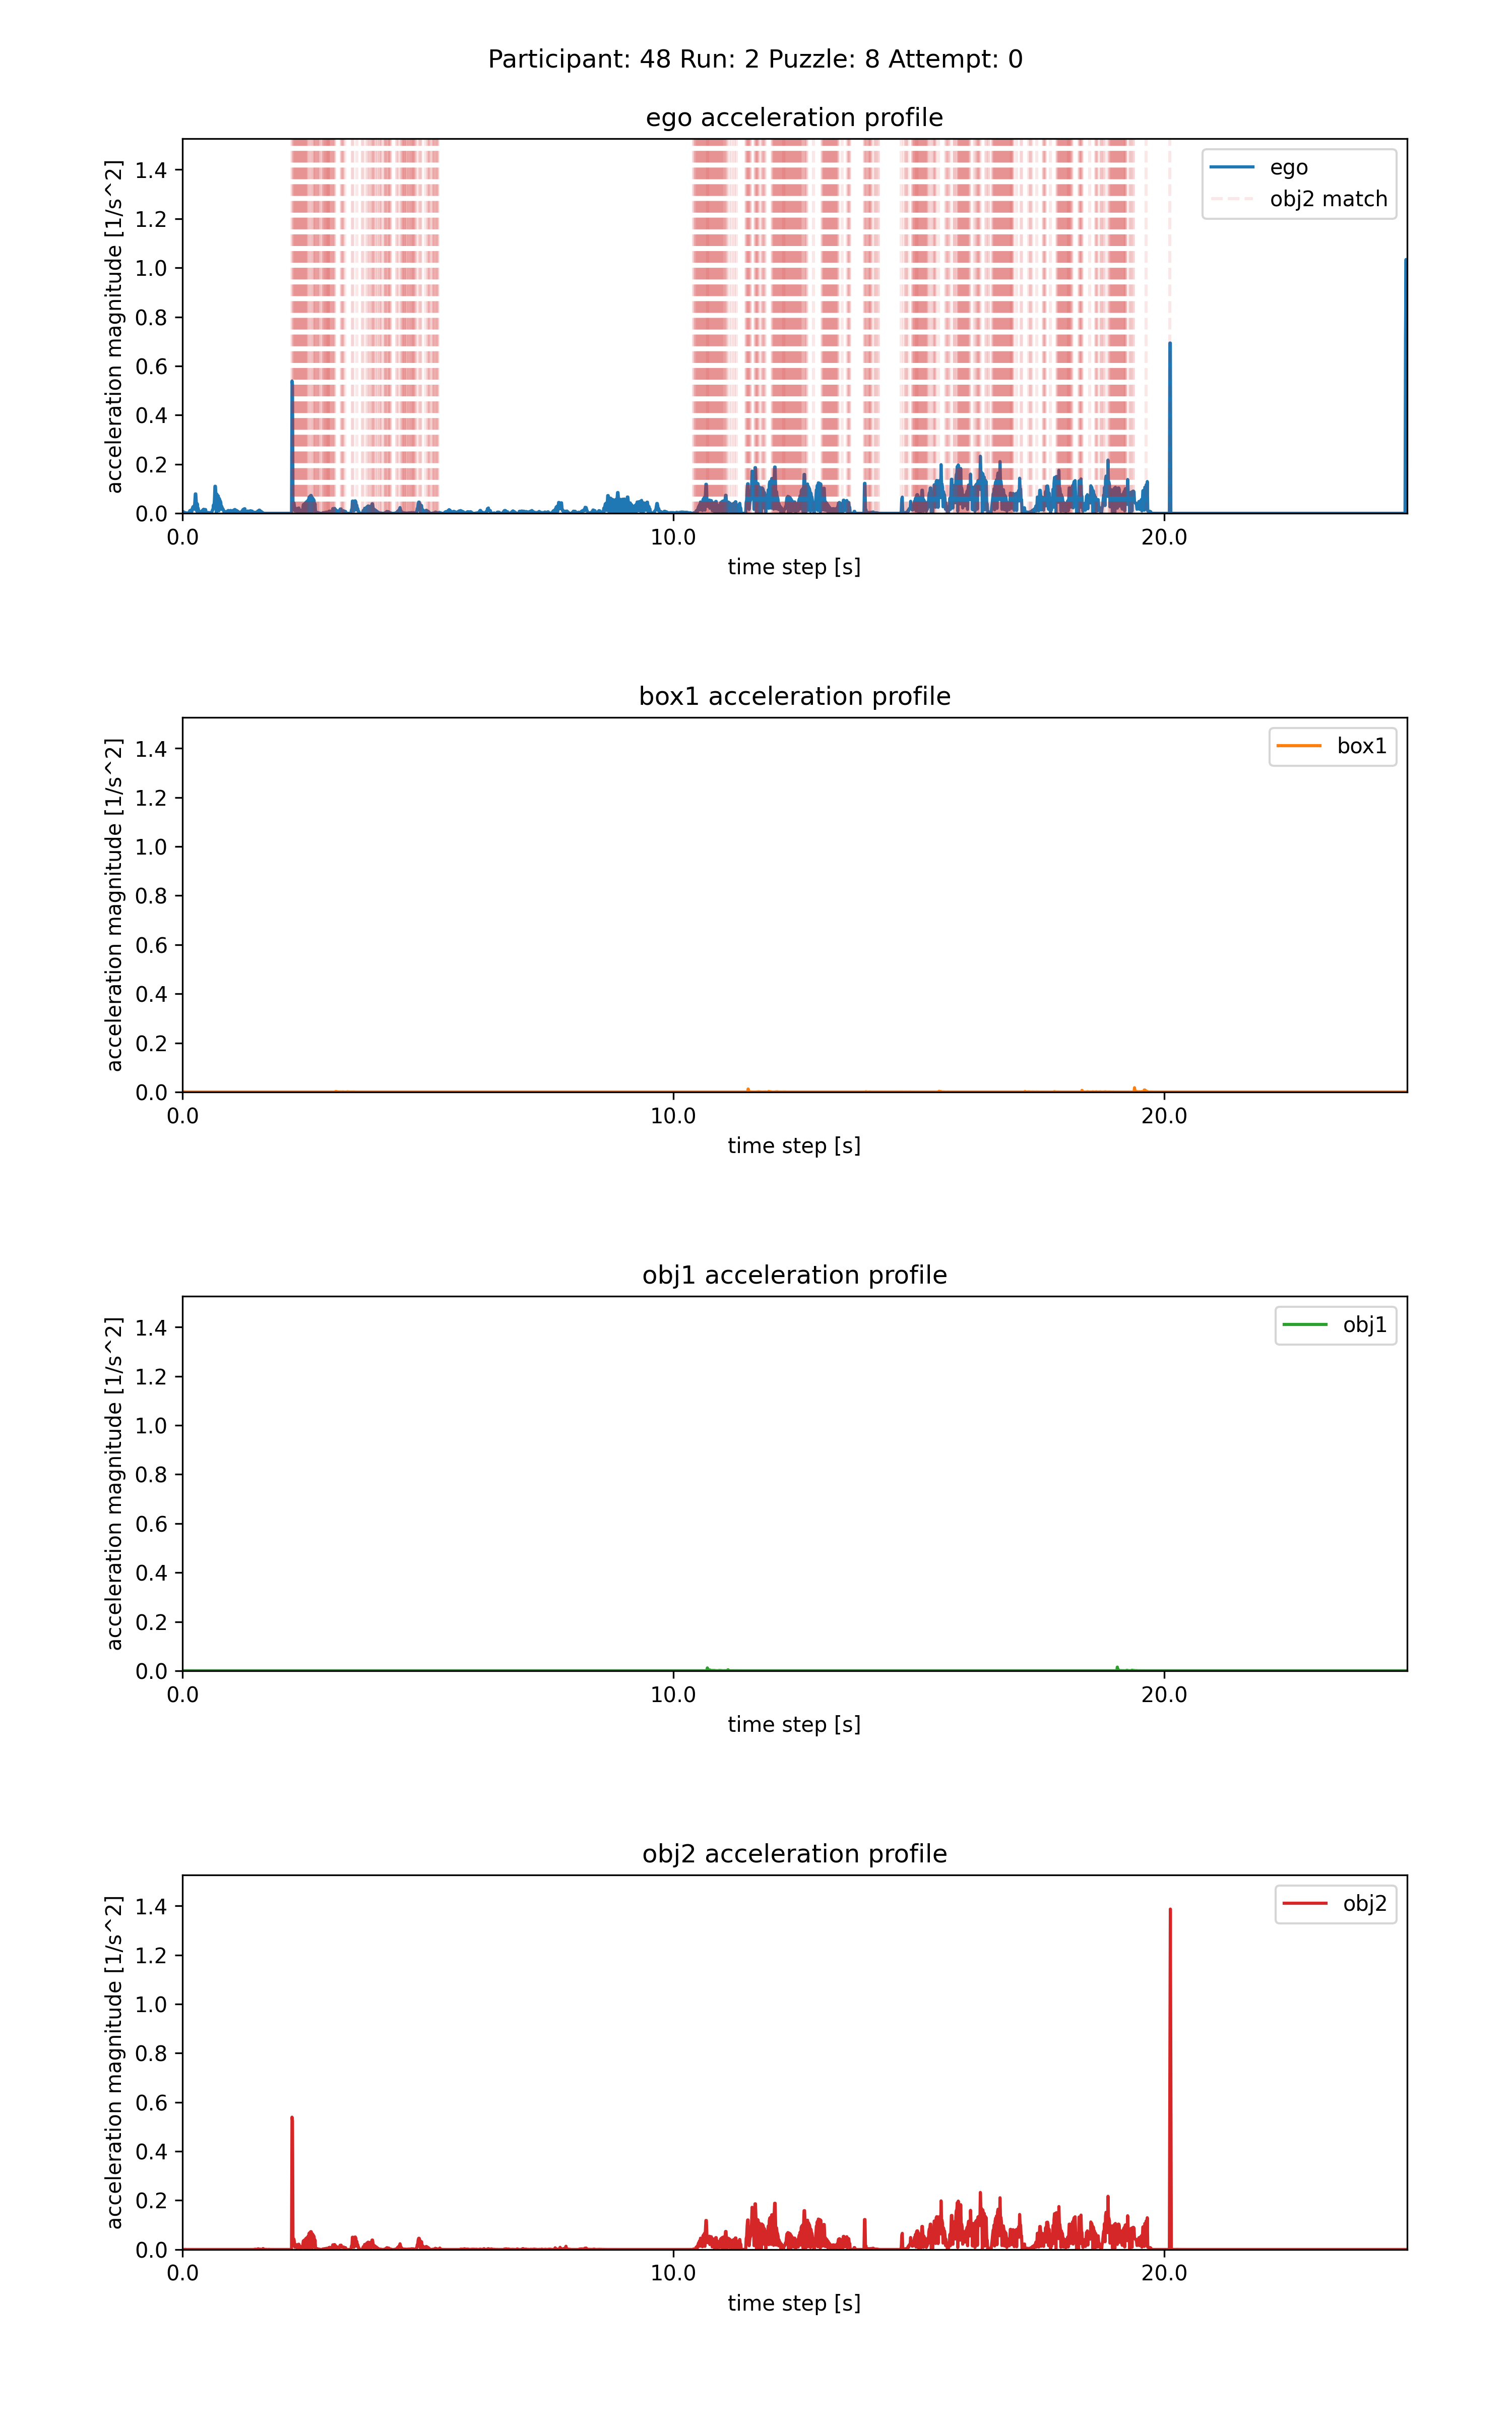 Participant: 48 Run: 2 Puzzle: 8 Attempt: 0
ego acceleration profile
acceleration magnitude [1/s^2]
1.4
1.2
1.0
0.8
0.6
0.4
0.2
0.0
ego
obj2 match
0.0 10.0 20.0
time step [s]
box1 acceleration profile
acceleration magnitude [1/s^2]
1.4
1.2
1.0
0.8
0.6
0.4
0.2
0.0
box1
0.0 10.0 20.0
time step [s]
obj1 acceleration profile
acceleration magnitude [1/s^2]
1.4
1.2
1.0
0.8
0.6
0.4
0.2
0.0
obj1
0.0 10.0 20.0
time step [s]
obj2 acceleration profile
acceleration magnitude [1/s^2]
1.4
1.2
1.0
0.8
0.6
0.4
0.2
0.0
obj2
0.0 10.0 20.0
time step [s]